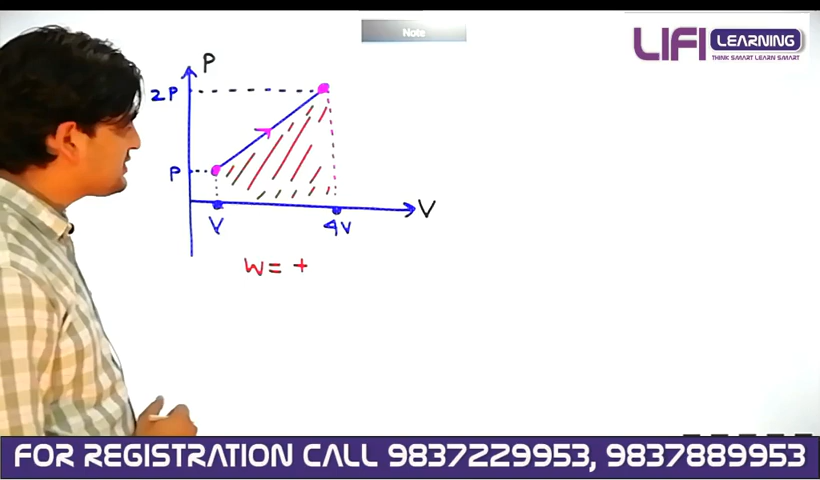 Note
LIFI LEARNING
THINK SMART LEARN SMART
P
2P
P
V
V
4V
W = +
FOR REGISTRATION CALL 9837229953, 9837889953